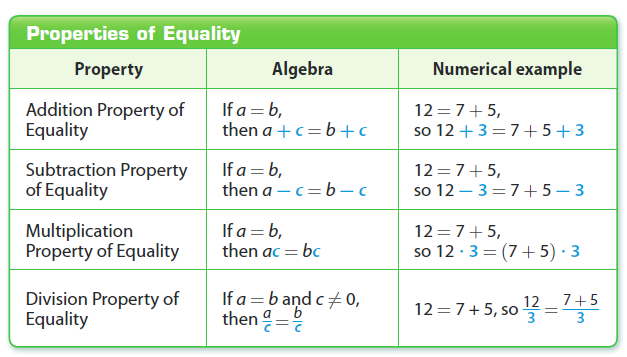 Properties of Equality
Property Algebra Numerical example
Addition Property of
Equality
If a = b,
then a + c = b + c
12 = 7 + 5,
so 12 + 3 = 7 + 5 + 3
Subtraction Property
of Equality
If a = b,
then a − c = b − c
12 = 7 + 5,
so 12 − 3 = 7 + 5 − 3
Multiplication
Property of Equality
If a = b,
then ac = bc
12 = 7 + 5,
so 12 · 3 = (7 + 5) · 3
Division Property of
Equality
If a = b and c ≠ 0,
then a/c = b/c
12 = 7 + 5, so 12/3 = 7 + 5/3